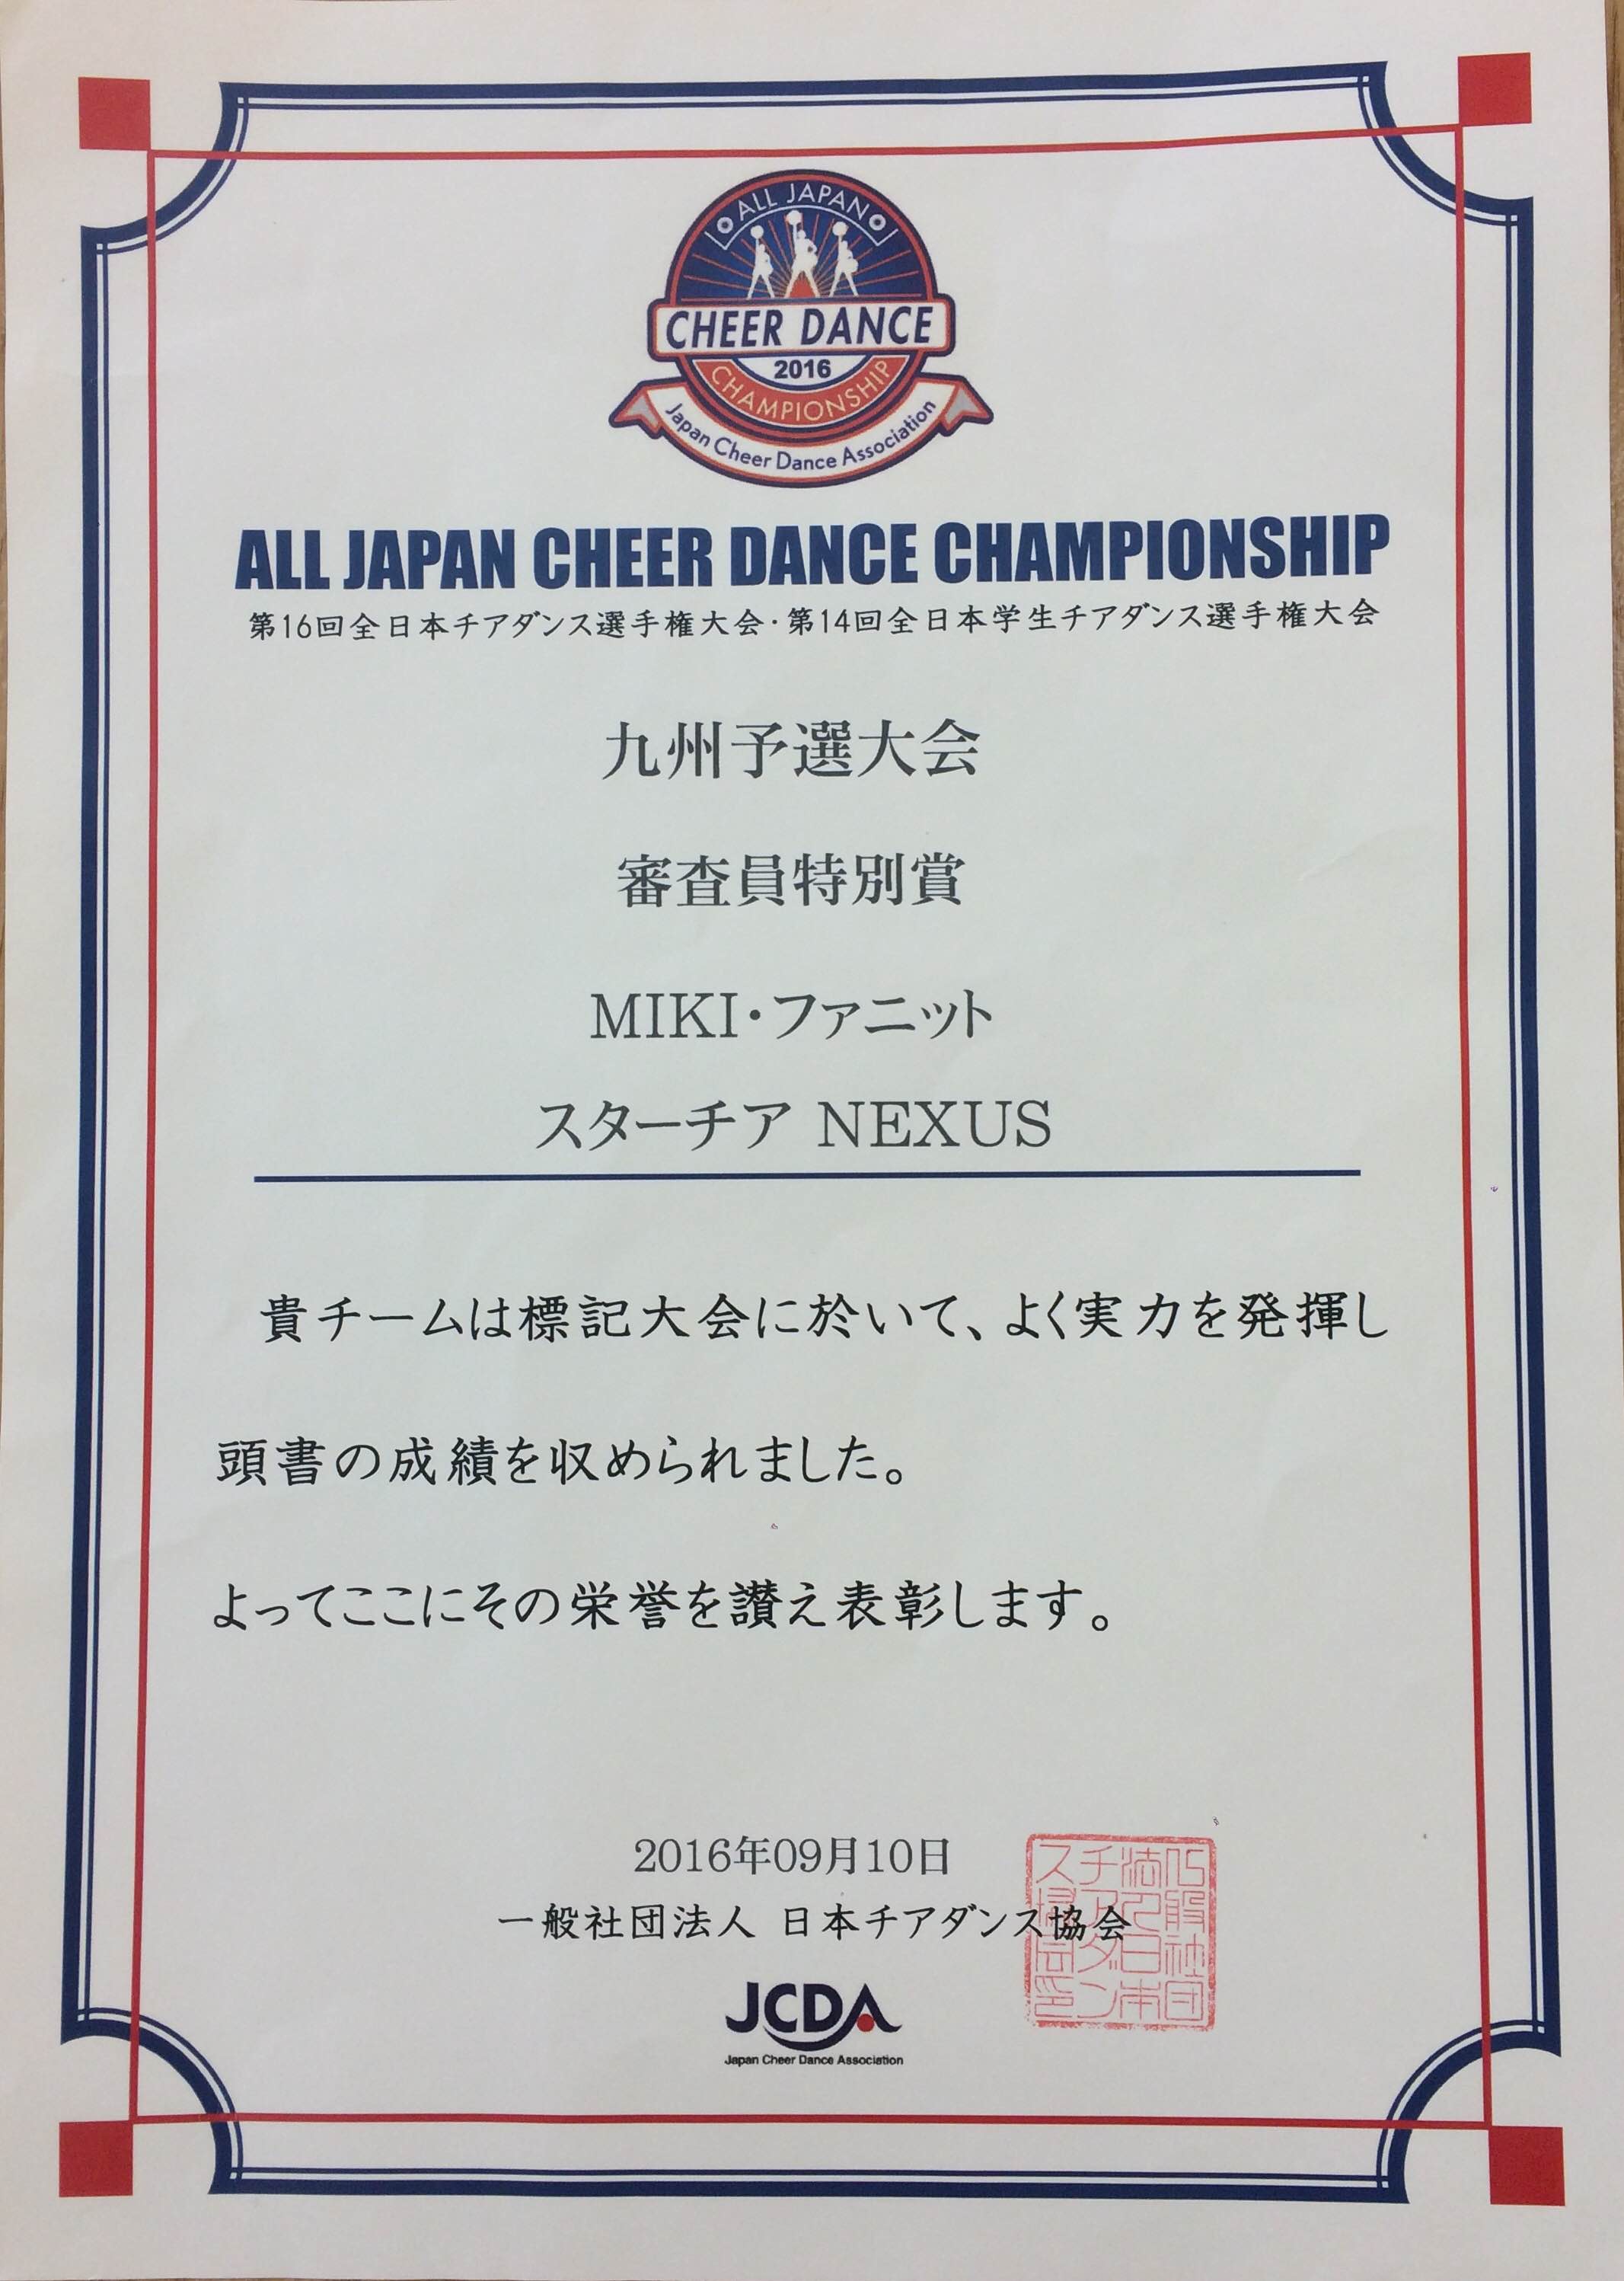 ALL JAPAN
CHEER DANCE
2016
CHAMPIONSHIP
Japan Cheer Dance Association
ALL JAPAN CHEER DANCE CHAMPIONSHIP
第16回全日本チアダンス選手権大会・第14回全日本学生チアダンス選手権大会
九州予選大会
審査員特別賞
MIKI・ファニット
スターチア NEXUS
貴チームは標記大会に於いて、よく実力を発揮し
頭書の成績を収められました。
よってここにその栄誉を讃え表彰します。
2016年09月10日
一般社団法人 日本チアダンス協会
JCDA
Japan Cheer Dance Association